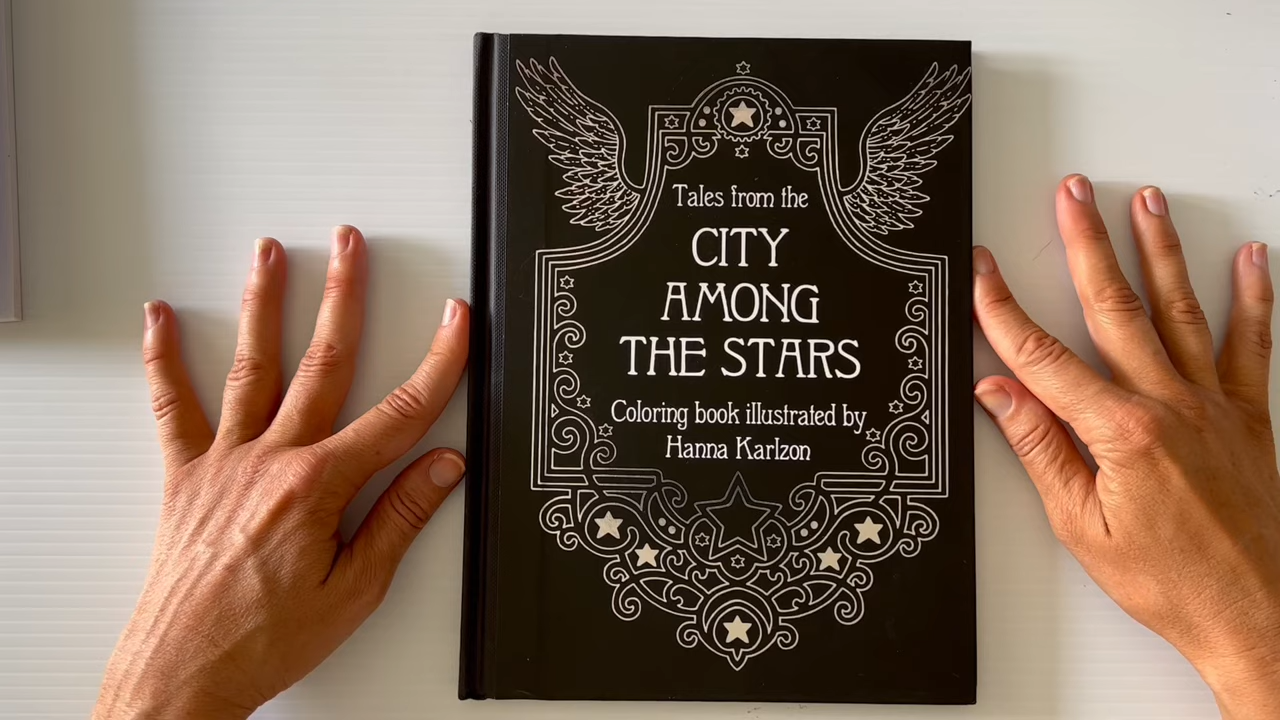 Tales from the
CITY
AMONG
THE STARS
Coloring book illustrated by
Hanna Karlzon